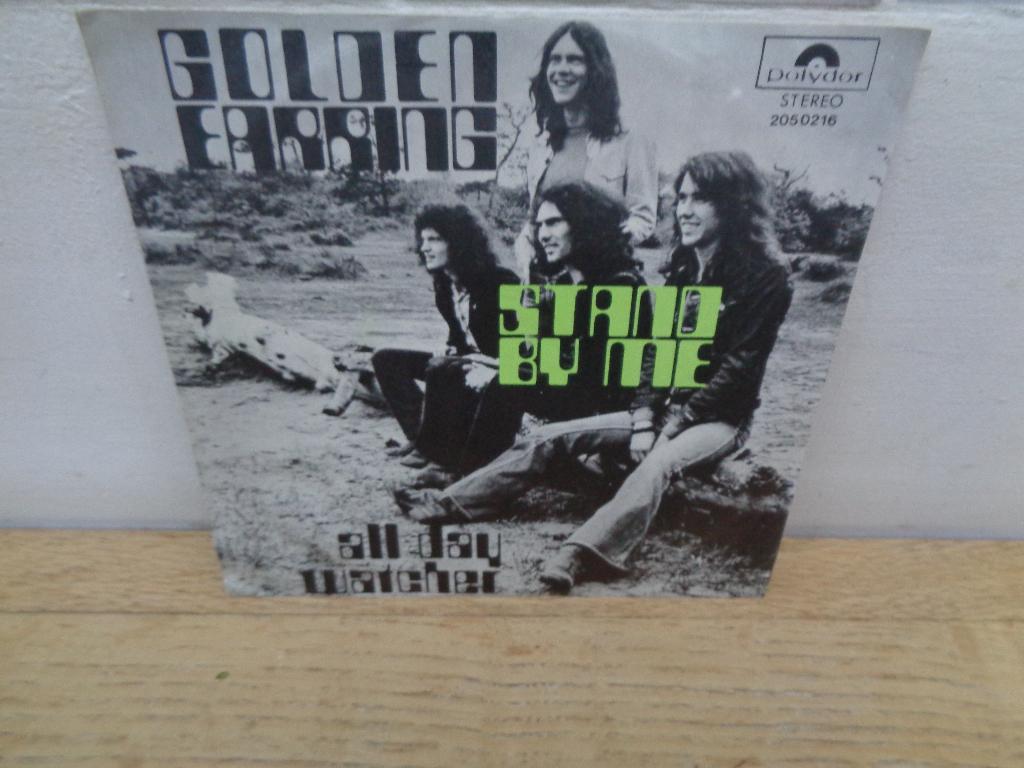 GOLDEN
EARRING
polydor
STEREO
2050216
STAND
BY ME
all day
watcher